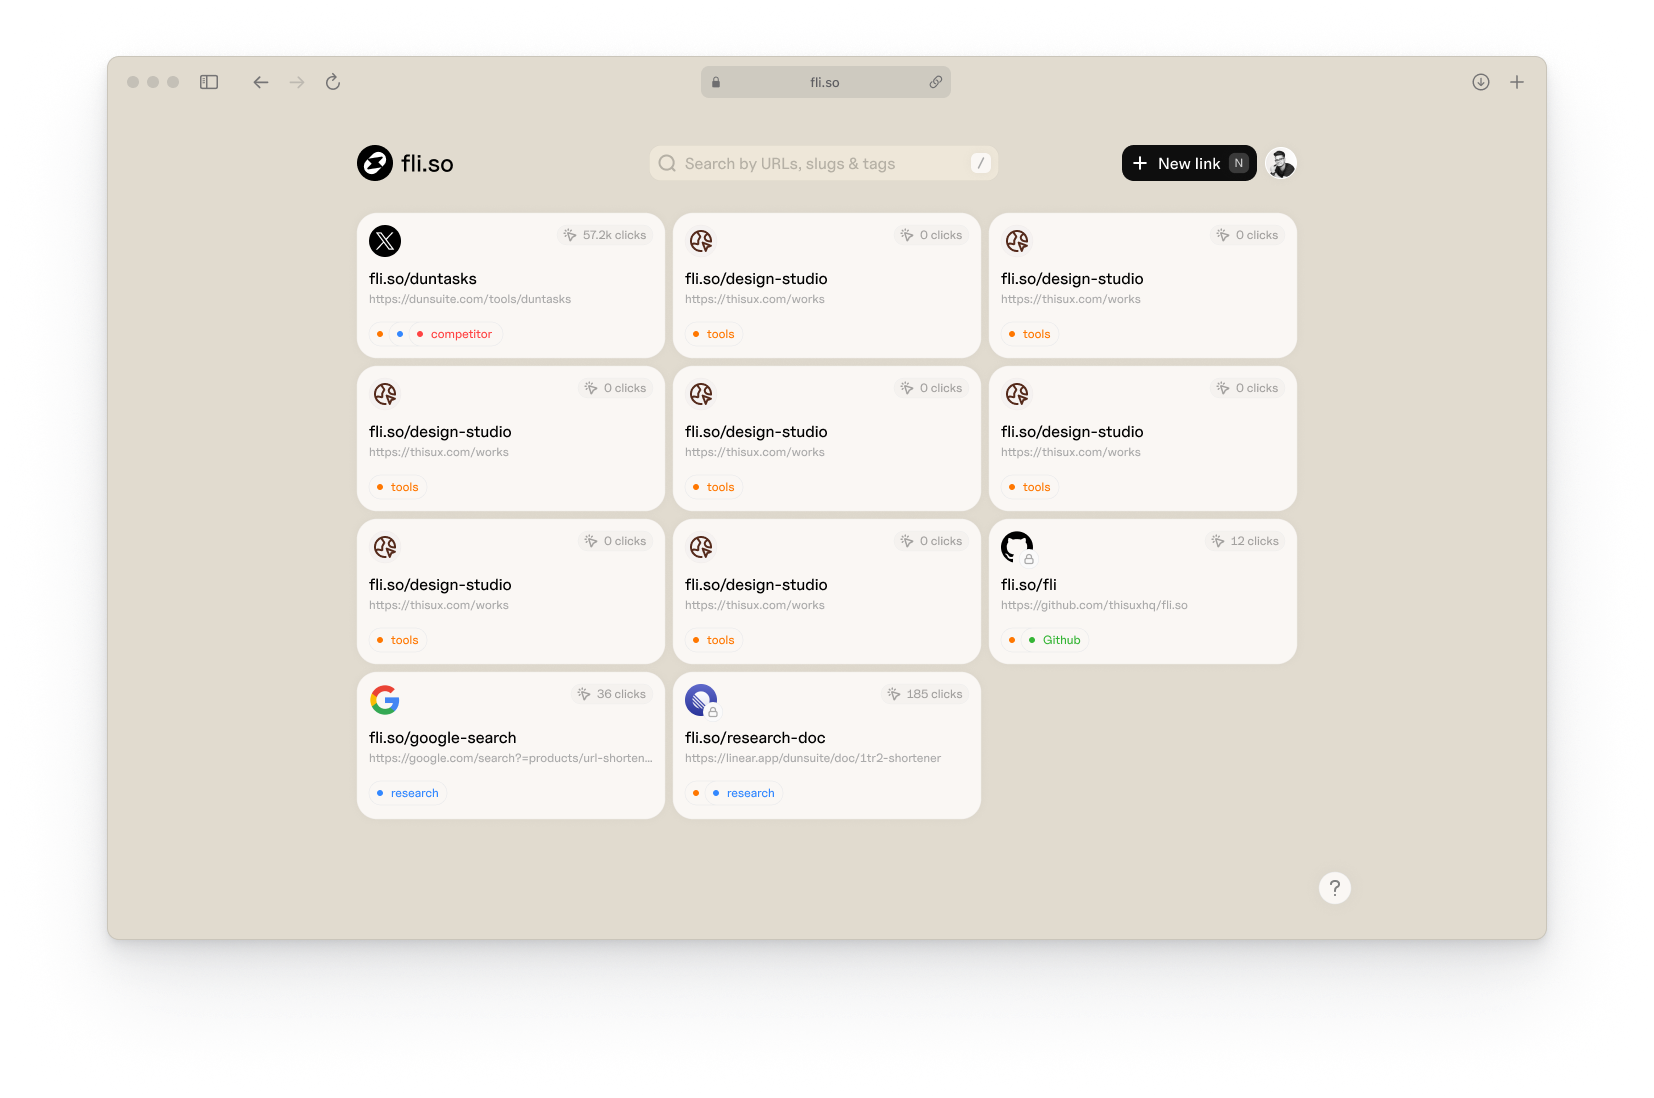 fli.so
fli.so
Search by URLs, slugs & tags /
New link N
57.2k clicks
fli.so/duntasks
https://dunsuite.com/tools/duntasks
competitor
0 clicks
fli.so/design-studio
https://thisux.com/works
tools
0 clicks
fli.so/design-studio
https://thisux.com/works
tools
0 clicks
fli.so/design-studio
https://thisux.com/works
tools
0 clicks
fli.so/design-studio
https://thisux.com/works
tools
0 clicks
fli.so/design-studio
https://thisux.com/works
tools
0 clicks
fli.so/design-studio
https://thisux.com/works
tools
0 clicks
fli.so/design-studio
https://thisux.com/works
tools
12 clicks
fli.so/fli
https://github.com/thisuxhq/fli.so
Github
36 clicks
fli.so/google-search
https://google.com/search?=products/url-shorten...
research
185 clicks
fli.so/research-doc
https://linear.app/dunsuite/doc/1tr2-shortener
research
?